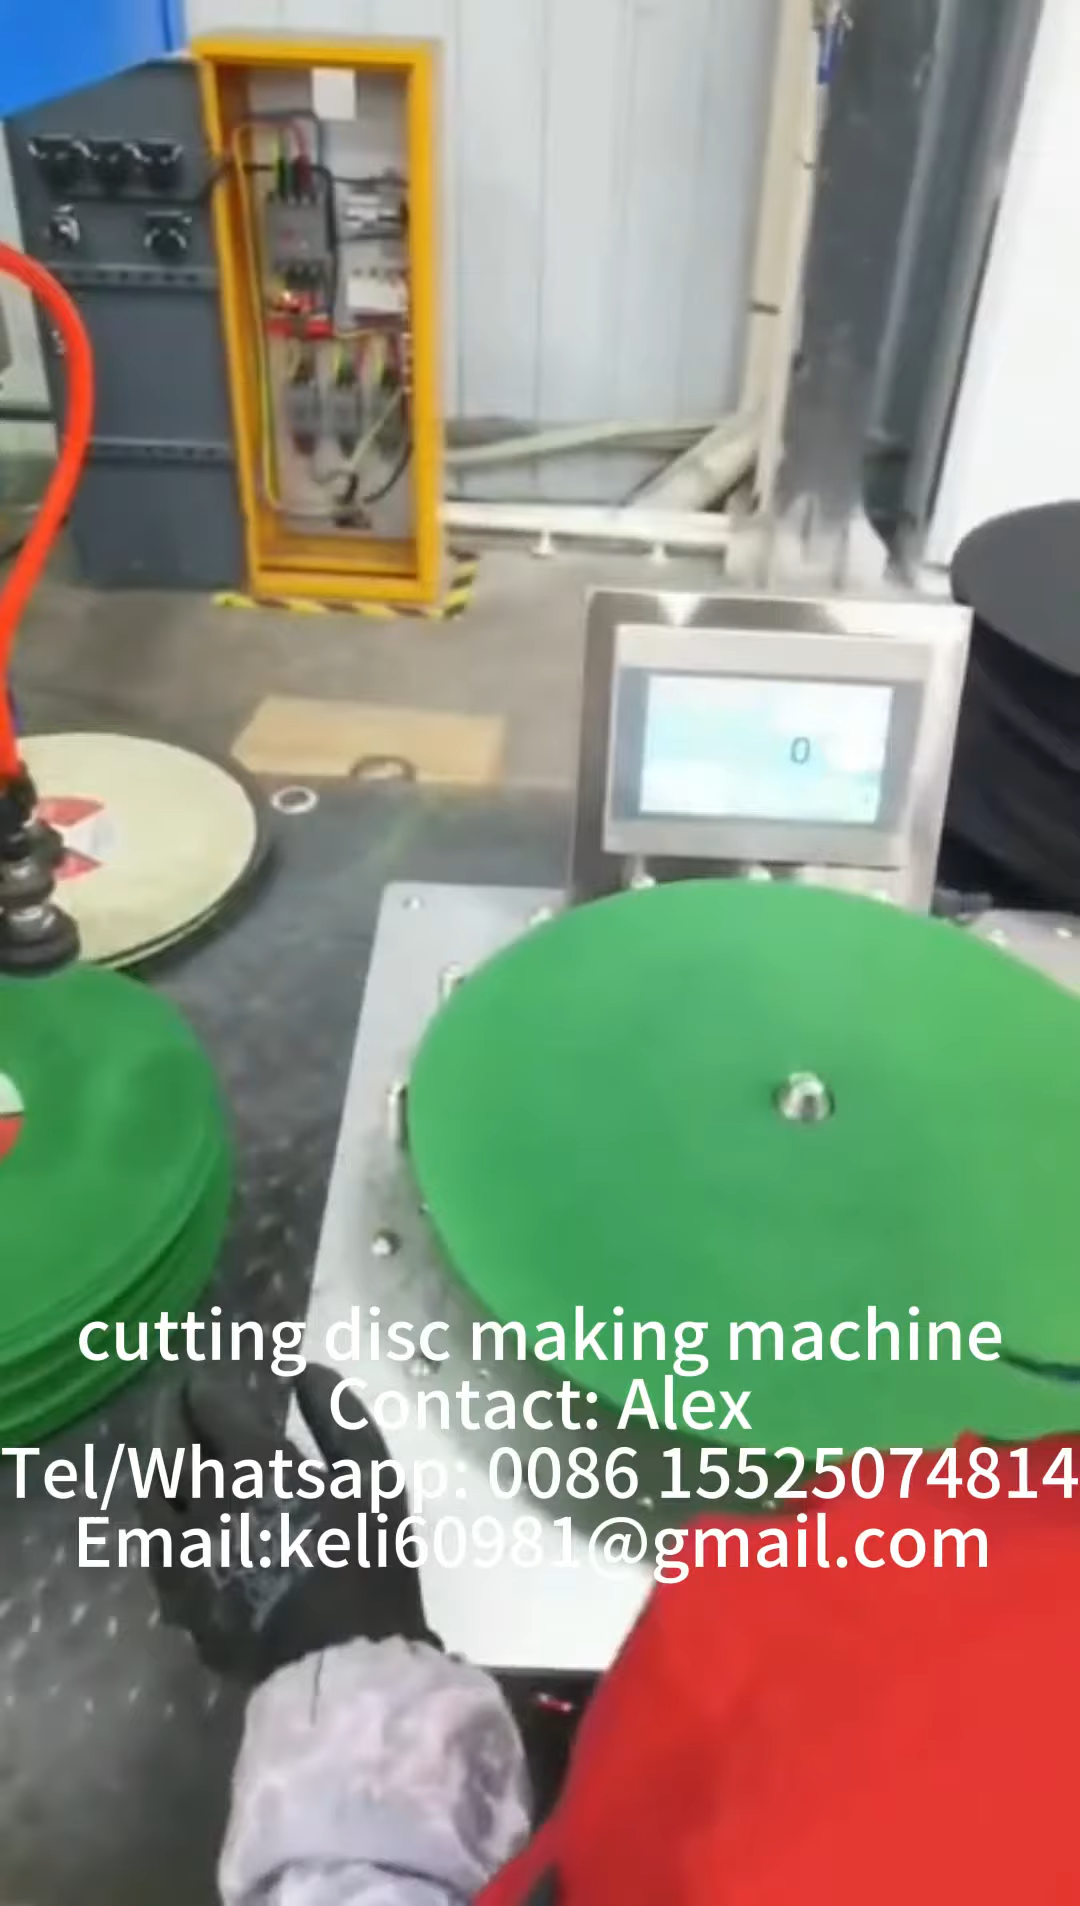 0
cutting disc making machine
Contact: Alex
Tel/Whatsapp: 0086 15525074814
Email:keli60981@gmail.com